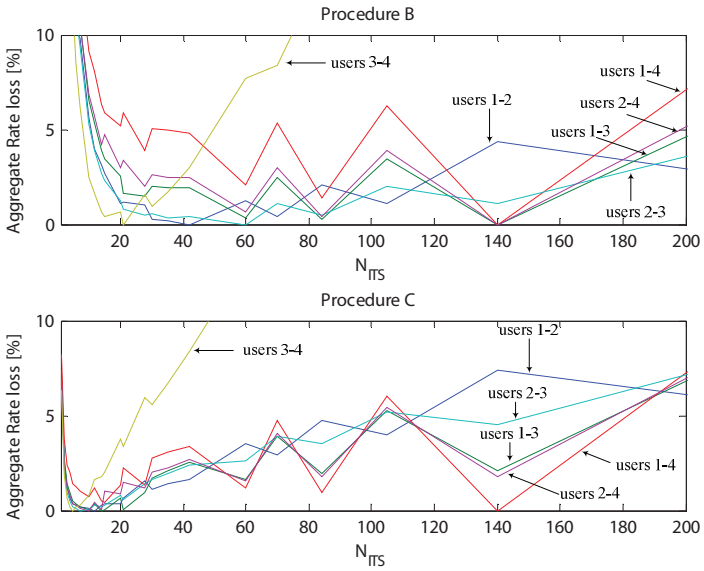 Procedure B
Aggregate Rate loss [%]
10
5
0
users 3-4
users 1-2
users 1-4
users 2-4
users 1-3
users 2-3
20 40 60 80 100 120 140 160 180 200
N_ITS
Procedure C
Aggregate Rate loss [%]
10
5
0
users 3-4
users 1-2
users 2-3
users 1-3
users 1-4
users 2-4
20 40 60 80 100 120 140 160 180 200
N_ITS